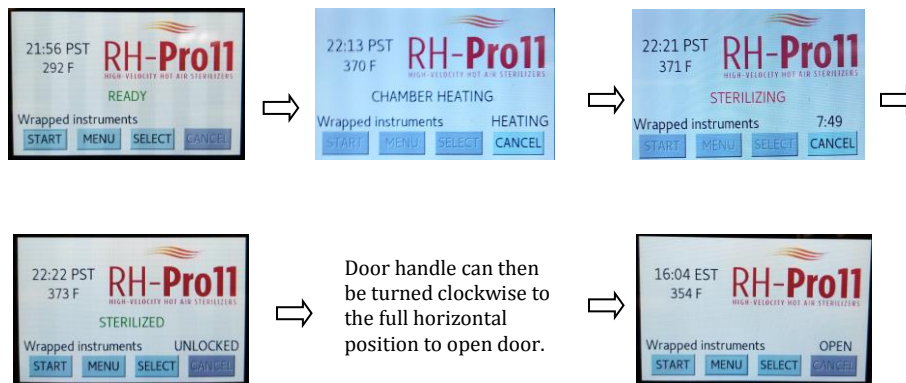 21:56 PST
292 F
RH-Pro11
HIGH-VELOCITY HOT AIR STERILIZERS
READY
Wrapped instruments
START MENU SELECT CANCEL
22:13 PST
370 F
RH-Pro11
HIGH-VELOCITY HOT AIR STERILIZERS
CHAMBER HEATING
Wrapped instruments HEATING
START MENU SELECT CANCEL
22:21 PST
371 F
RH-Pro11
HIGH-VELOCITY HOT AIR STERILIZERS
STERILIZING
Wrapped instruments 7:49
START MENU SELECT CANCEL
22:22 PST
373 F
RH-Pro11
HIGH-VELOCITY HOT AIR STERILIZERS
STERILIZED
Wrapped instruments UNLOCKED
START MENU SELECT CANCEL
Door handle can then
be turned clockwise to
the full horizontal
position to open door.
16:04 EST
354 F
RH-Pro11
HIGH-VELOCITY HOT AIR STERILIZERS
Wrapped instruments OPEN
START MENU SELECT CANCEL